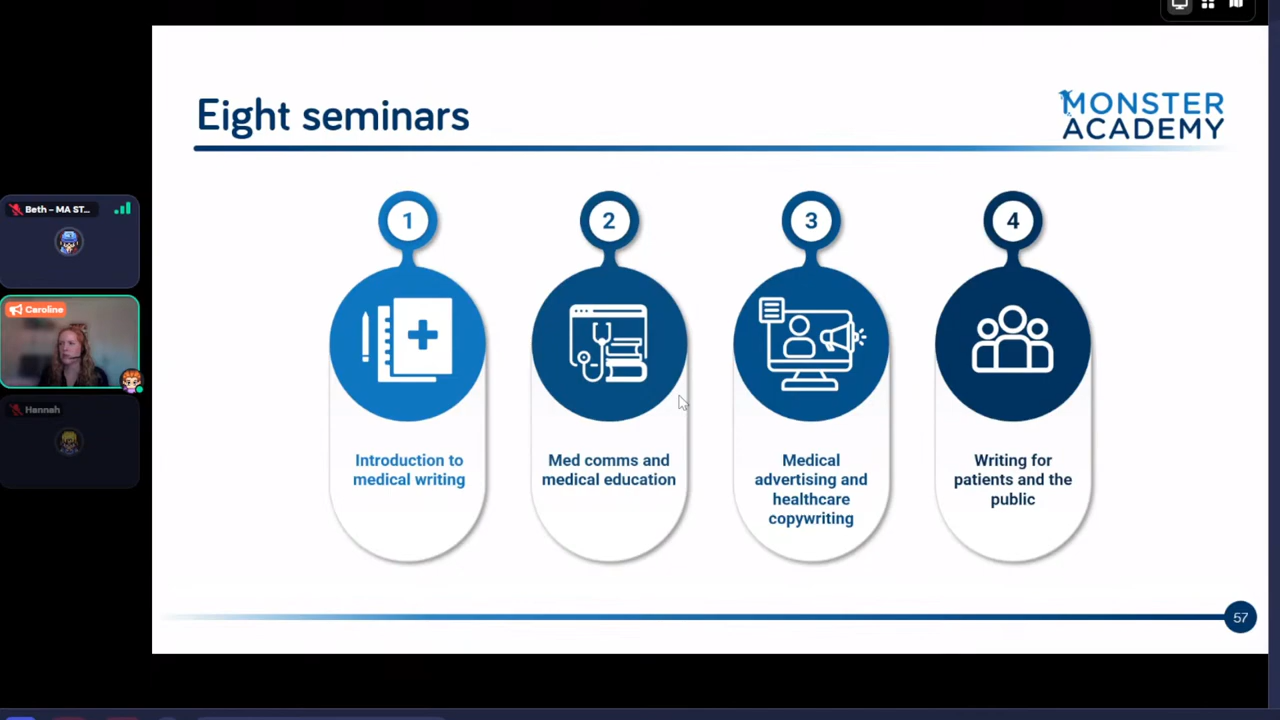 Eight seminars
MONSTER
ACADEMY
Beth – MA ST...
Caroline
Hannah
1
2
3
4
Introduction to
medical writing
Med comms and
medical education
Medical
advertising and
healthcare
copywriting
Writing for
patients and the
public
57